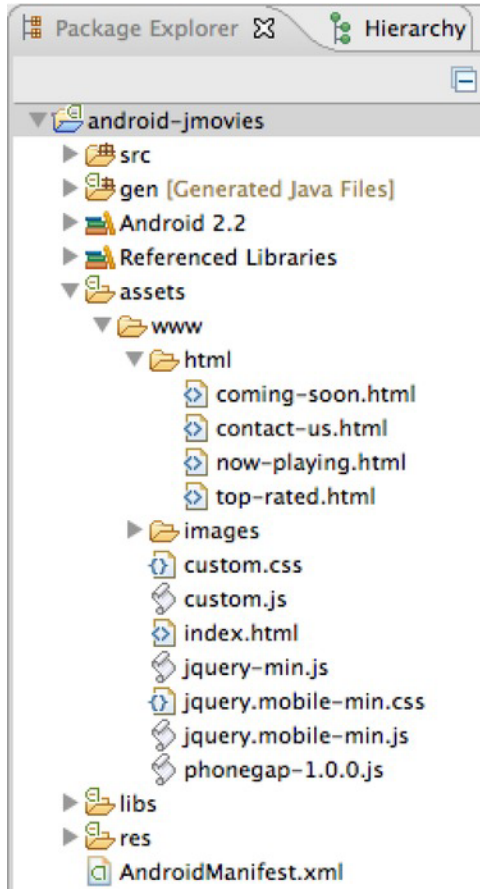 Package Explorer Hierarchy
android-jmovies
src
gen [Generated Java Files]
Android 2.2
Referenced Libraries
assets
www
html
coming-soon.html
contact-us.html
now-playing.html
top-rated.html
images
custom.css
custom.js
index.html
jquery-min.js
jquery.mobile-min.css
jquery.mobile-min.js
phonegap-1.0.0.js
libs
res
AndroidManifest.xml